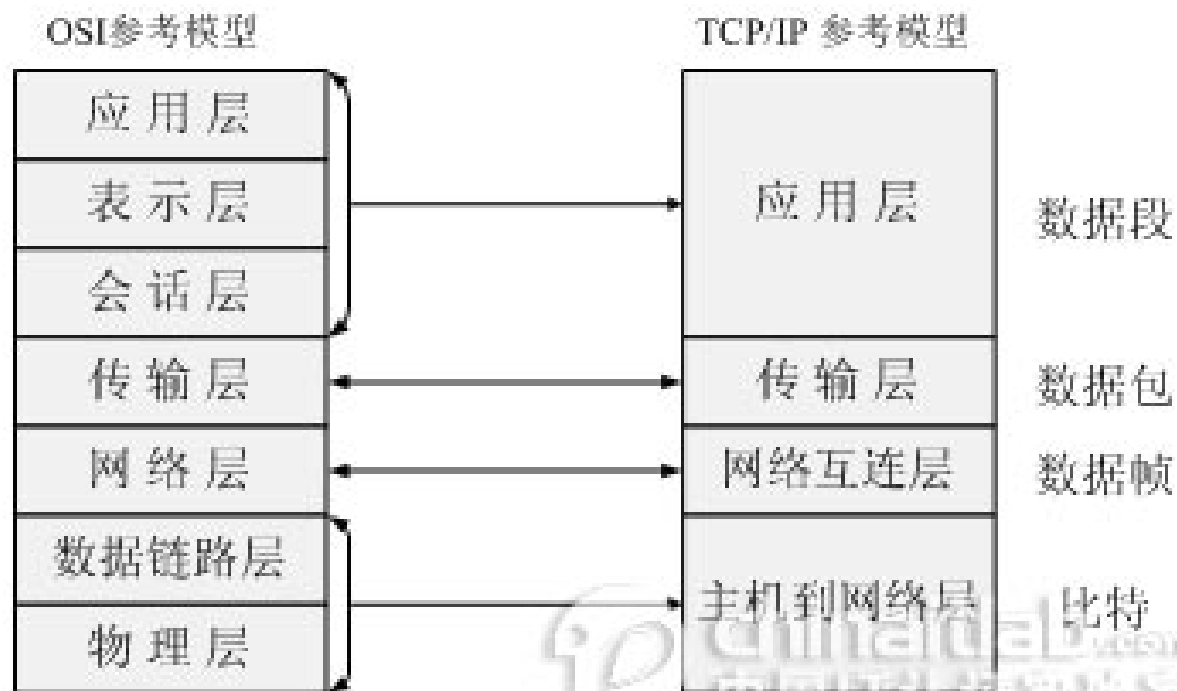 OSI参考模型
TCP/IP 参考模型
应用层
表示层
会话层
传输层
网络层
数据链路层
物理层
应用层
传输层
网络互连层
主机到网络层
数据段
数据包
数据帧
比特